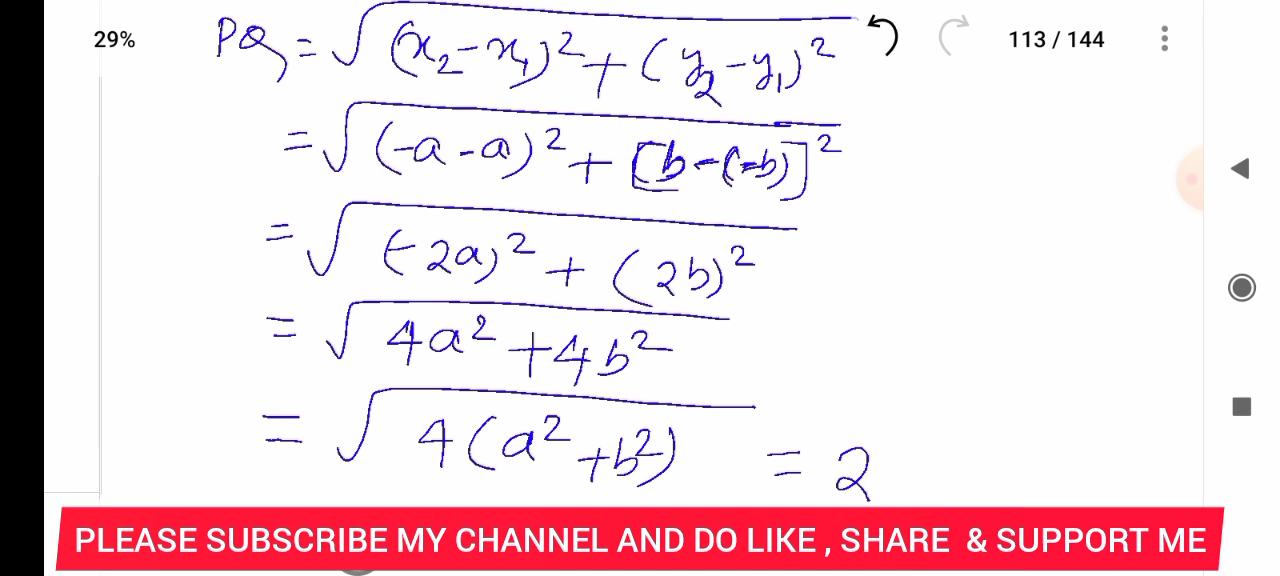 29%
PQ = √(x₂-x₁)² + (y₂-y₁)²
113 / 144
= √(-a-a)² + [b-(-b)]²
= √(-2a)² + (2b)²
= √4a² + 4b²
= √4(a² + b²) = 2
PLEASE SUBSCRIBE MY CHANNEL AND DO LIKE , SHARE & SUPPORT ME